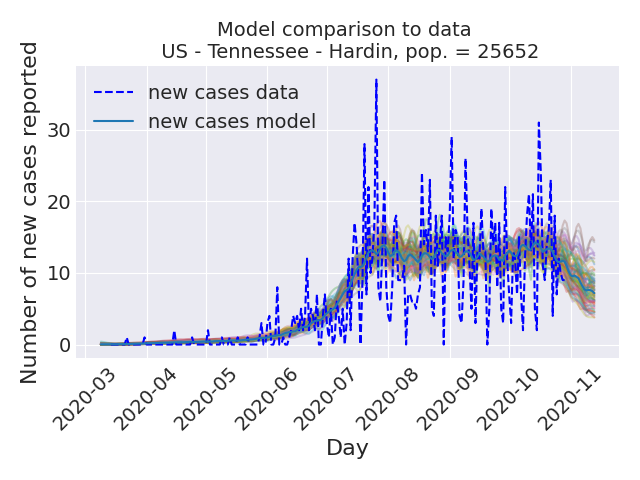 Model comparison to data
US - Tennessee - Hardin, pop. = 25652
Number of new cases reported
new cases data
new cases model
30
20
10
0
2020-03
2020-04
2020-05
2020-06
2020-07
2020-08
2020-09
2020-10
2020-11
Day